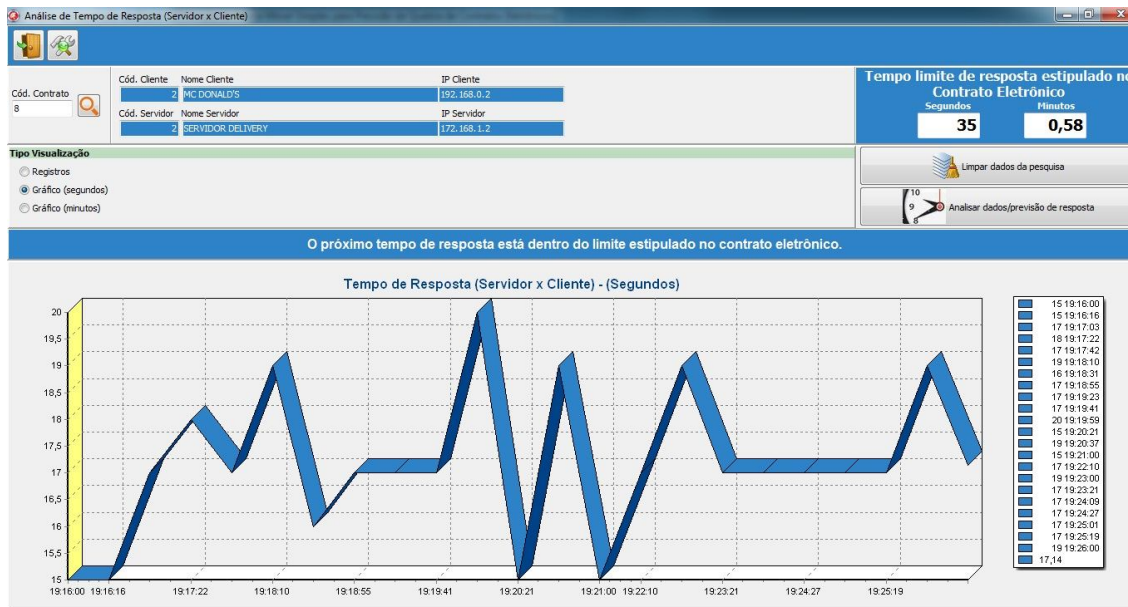 Análise de Tempo de Resposta (Servidor x Cliente)
Cód. Contrato
8
Cód. Cliente Nome Cliente IP Cliente
2 MC DONALD'S 192.168.0.2
Cód. Servidor Nome Servidor IP Servidor
2 SERVIDOR DELIVERY 172.168.1.2
Tempo limite de resposta estipulado no
Contrato Eletrônico
Segundos Minutos
35 0,58
Tipo Visualização
Registros
Gráfico (segundos)
Gráfico (minutos)
Limpar dados da pesquisa
10
9
8
Analisar dados/previsão de resposta
O próximo tempo de resposta está dentro do limite estipulado no contrato eletrônico.
Tempo de Resposta (Servidor x Cliente) - (Segundos)
20
19,5
19
18,5
18
17,5
17
16,5
16
15,5
15
19:16:00 19:16:16 19:17:22 19:18:10 19:18:55 19:19:41 19:20:21 19:21:00 19:22:10 19:23:21 19:24:27 19:25:19
15 19:16:00
15 19:16:16
17 19:17:03
18 19:17:22
17 19:17:42
19 19:18:10
16 19:18:31
17 19:18:55
17 19:19:23
17 19:19:41
20 19:19:59
15 19:20:21
19 19:20:37
15 19:21:00
17 19:22:10
19 19:23:00
17 19:23:21
17 19:24:09
17 19:24:27
17 19:25:01
17 19:25:19
19 19:26:00
17,14